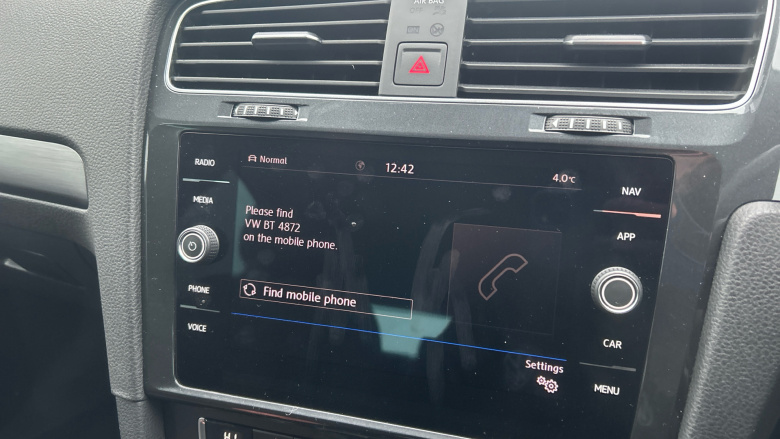 AIR BAG
RADIO
MEDIA
PHONE
VOICE
Normal
12:42
4.0°C
Please find
VW BT 4872
on the mobile phone.
Find mobile phone
Settings
NAV
APP
CAR
MENU